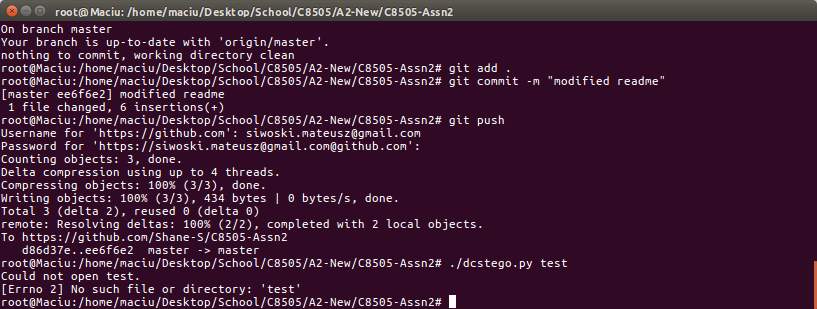 root@Maciu: /home/maciu/Desktop/School/C8505/A2-New/C8505-Assn2
On branch master
Your branch is up-to-date with 'origin/master'.
nothing to commit, working directory clean
root@Maciu:/home/maciu/Desktop/School/C8505/A2-New/C8505-Assn2# git add .
root@Maciu:/home/maciu/Desktop/School/C8505/A2-New/C8505-Assn2# git commit -m "modified readme"
[master ee6f6e2] modified readme
 1 file changed, 6 insertions(+)
root@Maciu:/home/maciu/Desktop/School/C8505/A2-New/C8505-Assn2# git push
Username for 'https://github.com': siwoski.mateusz@gmail.com
Password for 'https://siwoski.mateusz@gmail.com@github.com':
Counting objects: 3, done.
Delta compression using up to 4 threads.
Compressing objects: 100% (3/3), done.
Writing objects: 100% (3/3), 434 bytes | 0 bytes/s, done.
Total 3 (delta 2), reused 0 (delta 0)
remote: Resolving deltas: 100% (2/2), completed with 2 local objects.
To https://github.com/Shane-S/C8505-Assn2
   d86d37e..ee6f6e2  master -> master
root@Maciu:/home/maciu/Desktop/School/C8505/A2-New/C8505-Assn2# ./dcstego.py test
Could not open test.
[Errno 2] No such file or directory: 'test'
root@Maciu:/home/maciu/Desktop/School/C8505/A2-New/C8505-Assn2#